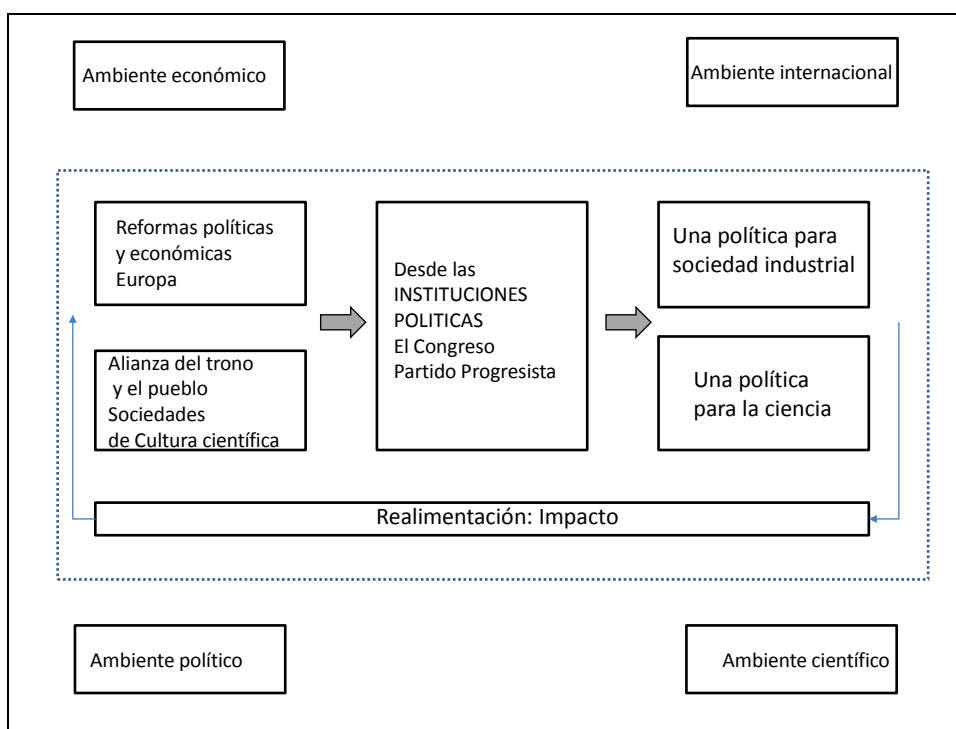 Ambiente económico
Ambiente internacional
Reformas políticas
y económicas
Europa
Alianza del trono
y el pueblo
Sociedades
de Cultura científica
Desde las
INSTITUCIONES
POLITICAS
El Congreso
Partido Progresista
Una política para
sociedad industrial
Una política
para la ciencia
Realimentación: Impacto
Ambiente político
Ambiente científico